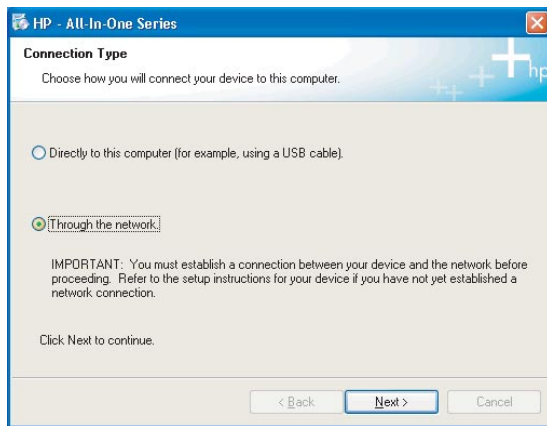 HP - All-In-One Series
Connection Type
Choose how you will connect your device to this computer.
hp
Directly to this computer (for example, using a USB cable).
Through the network.
IMPORTANT: You must establish a connection between your device and the network before
proceeding. Refer to the setup instructions for your device if you have not yet established a
network connection.
Click Next to continue.
< Back Next > Cancel